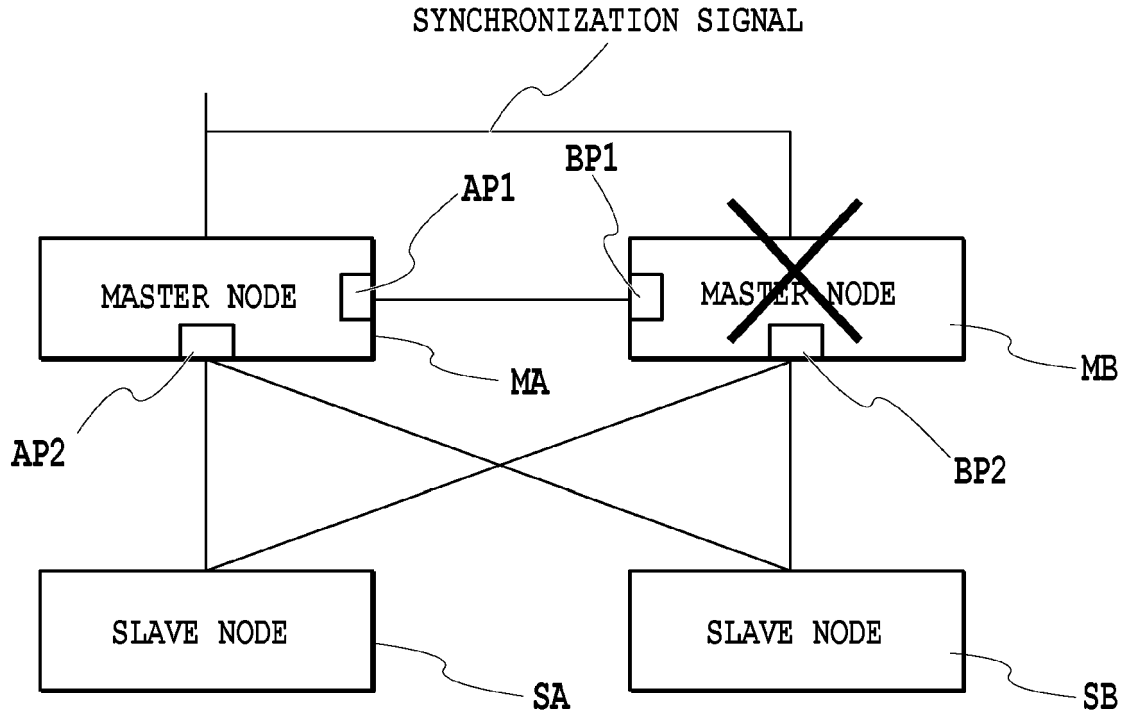 SYNCHRONIZATION SIGNAL
AP1
BP1
MASTER NODE
MASTER NODE
MA
MB
AP2
BP2
SLAVE NODE
SLAVE NODE
SA
SB